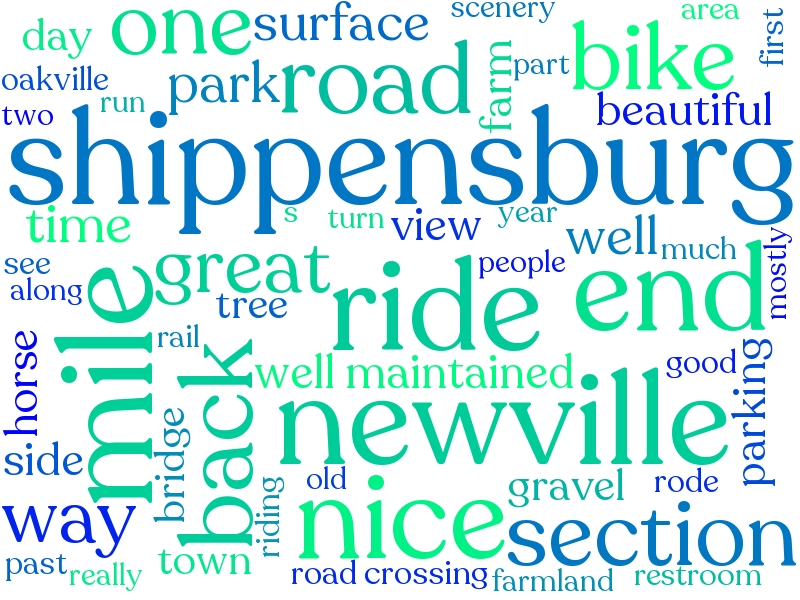 scenery
area
day
one
surface
first
oakville
park
road
farm
part
bike
two
run
beautiful
shippensburg
time
s
turn
view
year
well
much
mostly
see
along
mile
great
tree
ride
people
end
rail
horse
back
well maintained
newville
good
parking
side
bridge
riding
old
gravel
rode
way
nice
section
past
really
town
road crossing
farmland
restroom